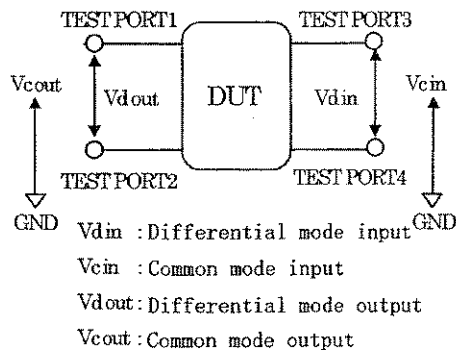 TEST PORT1 TEST PORT3
Vcout Vdout DUT Vdin Vcin
TEST PORT2 TEST PORT4
GND GND
Vdin :Differential mode input
Vcin :Common mode input
Vdout:Differential mode output
Vcout:Common mode output